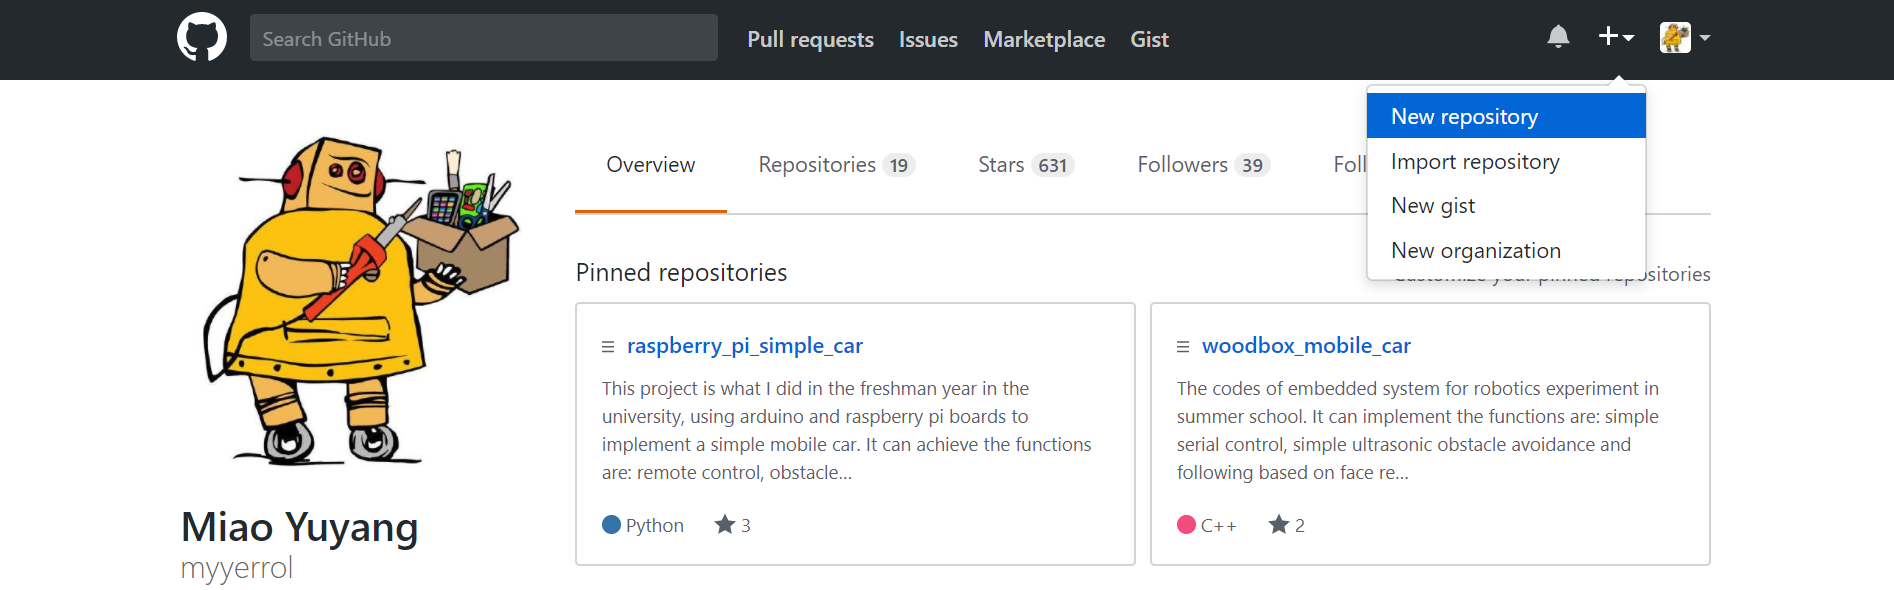 Search GitHub Pull requests Issues Marketplace Gist
New repository
Import repository
New gist
New organization
Overview Repositories 19 Stars 631 Followers 39 Foll
Pinned repositories Customize your pinned repositories
raspberry_pi_simple_car
This project is what I did in the freshman year in the
university, using arduino and raspberry pi boards to
implement a simple mobile car. It can achieve the functions
are: remote control, obstacle...
Python 3
woodbox_mobile_car
The codes of embedded system for robotics experiment in
summer school. It can implement the functions are: simple
serial control, simple ultrasonic obstacle avoidance and
following based on face re...
C++ 2
Miao Yuyang
myyerrol